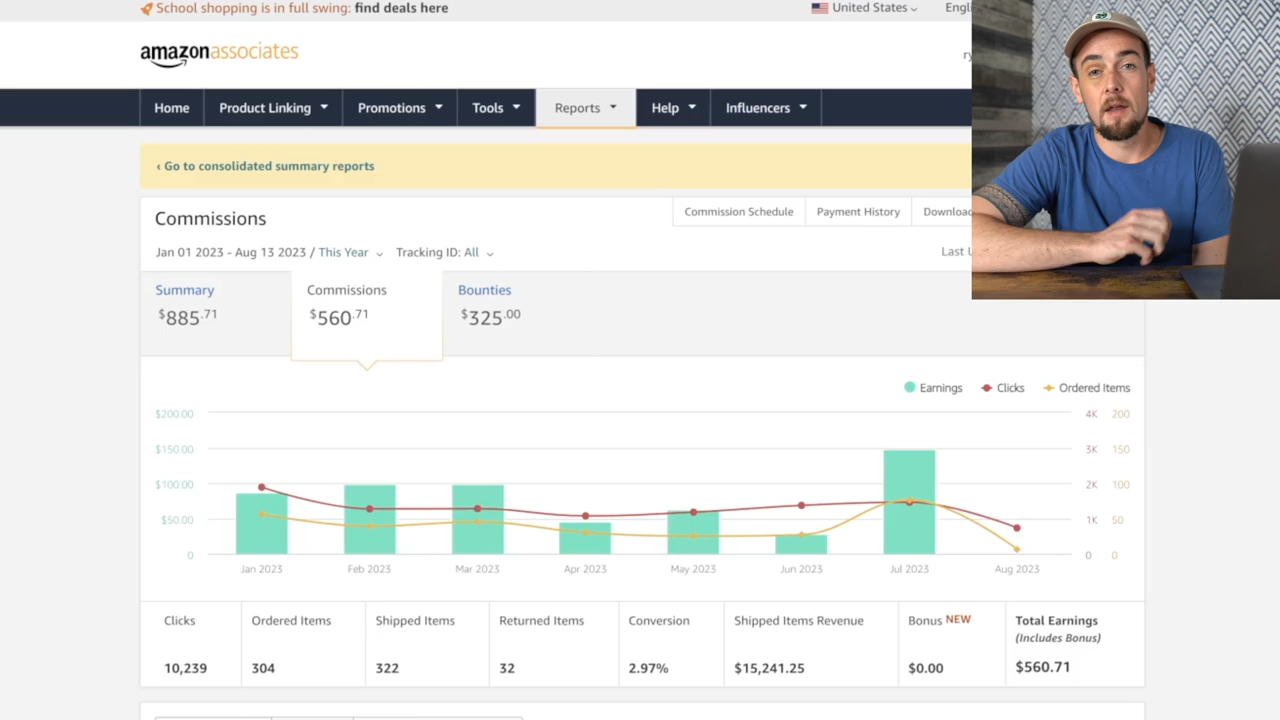 School shopping is in full swing: find deals here
United States
amazonassociates
Home Product Linking Promotions Tools Reports Help Influencers
‹ Go to consolidated summary reports
Commissions
Commission Schedule Payment History
Jan 01 2023 - Aug 13 2023 / This Year Tracking ID: All
Summary Commissions Bounties
$885.71 $560.71 $325.00
Earnings Clicks Ordered Items
$200.00 4K 200
$150.00 3K 150
$100.00 2K 100
$50.00 1K 50
0 0 0
Jan 2023 Feb 2023 Mar 2023 Apr 2023 May 2023 Jun 2023 Jul 2023 Aug 2023
Clicks Ordered Items Shipped Items Returned Items Conversion Shipped Items Revenue Bonus NEW Total Earnings
(Includes Bonus)
10,239 304 322 32 2.97% $15,241.25 $0.00 $560.71